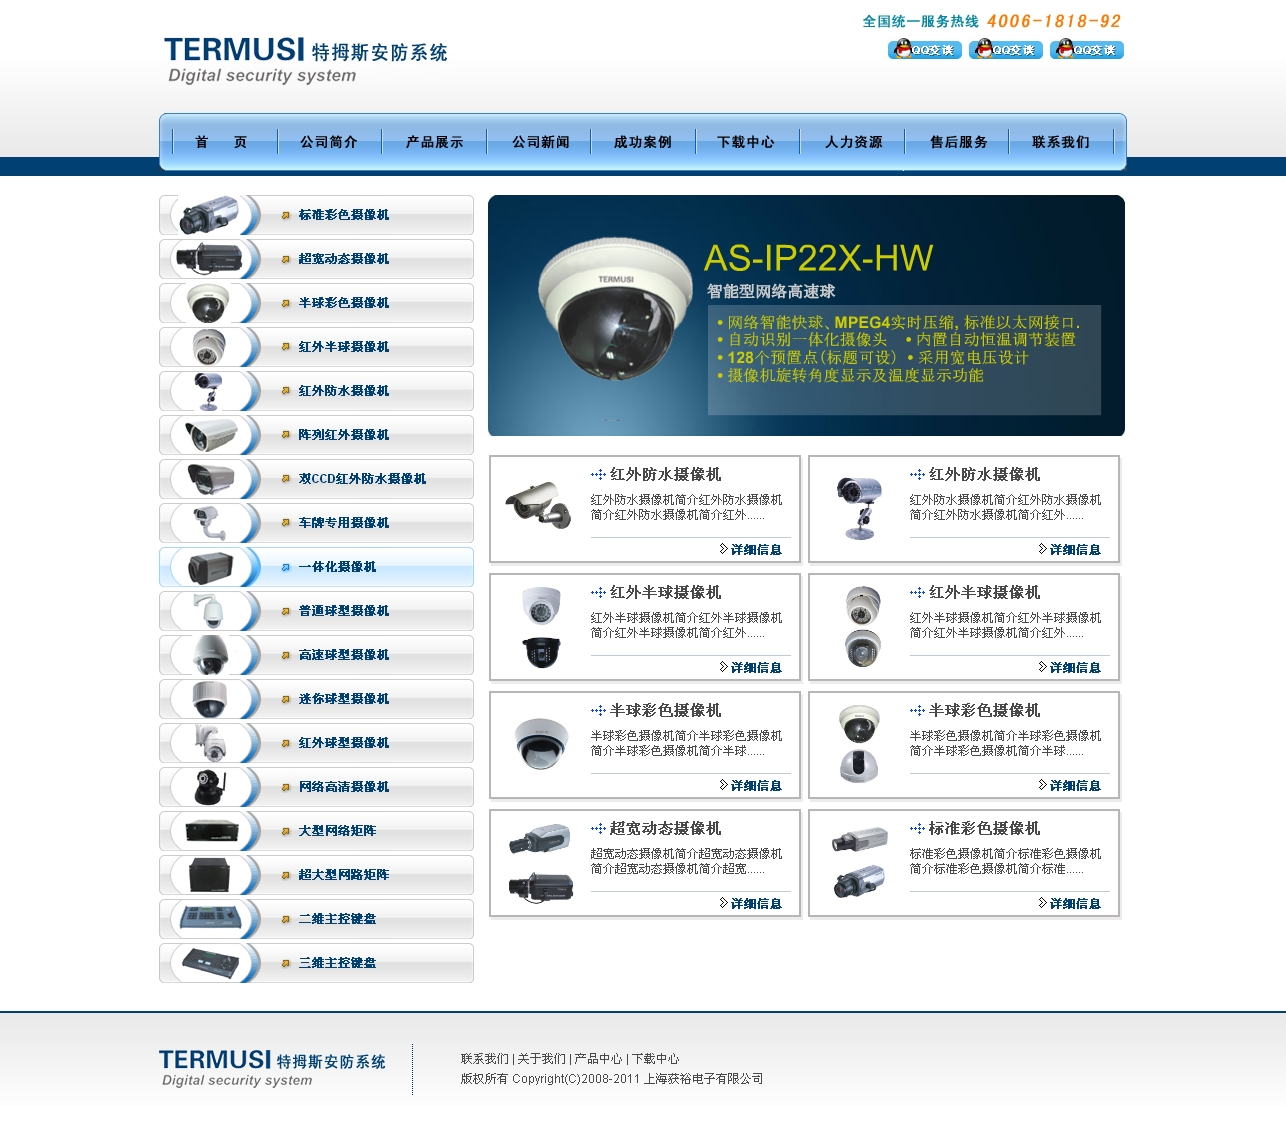 全国统一服务热线 4006-1818-92
TERMUSI 特拇斯安防系统
Digital security system
QQ交谈 QQ交谈 QQ交谈
首 页 公司简介 产品展示 公司新闻 成功案例 下载中心 人力资源 售后服务 联系我们
标准彩色摄像机
超宽动态摄像机
半球彩色摄像机
红外半球摄像机
红外防水摄像机
阵列红外摄像机
双CCD红外防水摄像机
车牌专用摄像机
一体化摄像机
普通球型摄像机
高速球型摄像机
迷你球型摄像机
红外球型摄像机
网络高清摄像机
大型网络矩阵
超大型网路矩阵
二维主控键盘
三维主控键盘
TERMUSI
AS-IP22X-HW
智能型网络高速球
• 网络智能快球、MPEG4实时压缩, 标准以太网接口.
• 自动识别一体化摄像头 • 内置自动恒温调节装置
• 128个预置点(标题可设) • 采用宽电压设计
• 摄像机旋转角度显示及温度显示功能
红外防水摄像机
红外防水摄像机简介红外防水摄像机
简介红外防水摄像机简介红外......
详细信息
红外防水摄像机
红外防水摄像机简介红外防水摄像机
简介红外防水摄像机简介红外......
详细信息
红外半球摄像机
红外半球摄像机简介红外半球摄像机
简介红外半球摄像机简介红外......
详细信息
红外半球摄像机
红外半球摄像机简介红外半球摄像机
简介红外半球摄像机简介红外......
详细信息
半球彩色摄像机
半球彩色摄像机简介半球彩色摄像机
简介半球彩色摄像机简介半球......
详细信息
半球彩色摄像机
半球彩色摄像机简介半球彩色摄像机
简介半球彩色摄像机简介半球......
详细信息
超宽动态摄像机
超宽动态摄像机简介超宽动态摄像机
简介超宽动态摄像机简介超宽......
详细信息
标准彩色摄像机
标准彩色摄像机简介标准彩色摄像机
简介标准彩色摄像机简介标准......
详细信息
TERMUSI 特拇斯安防系统
Digital security system
联系我们 | 关于我们 | 产品中心 | 下载中心
版权所有 Copyright(C)2008-2011 上海获裕电子有限公司